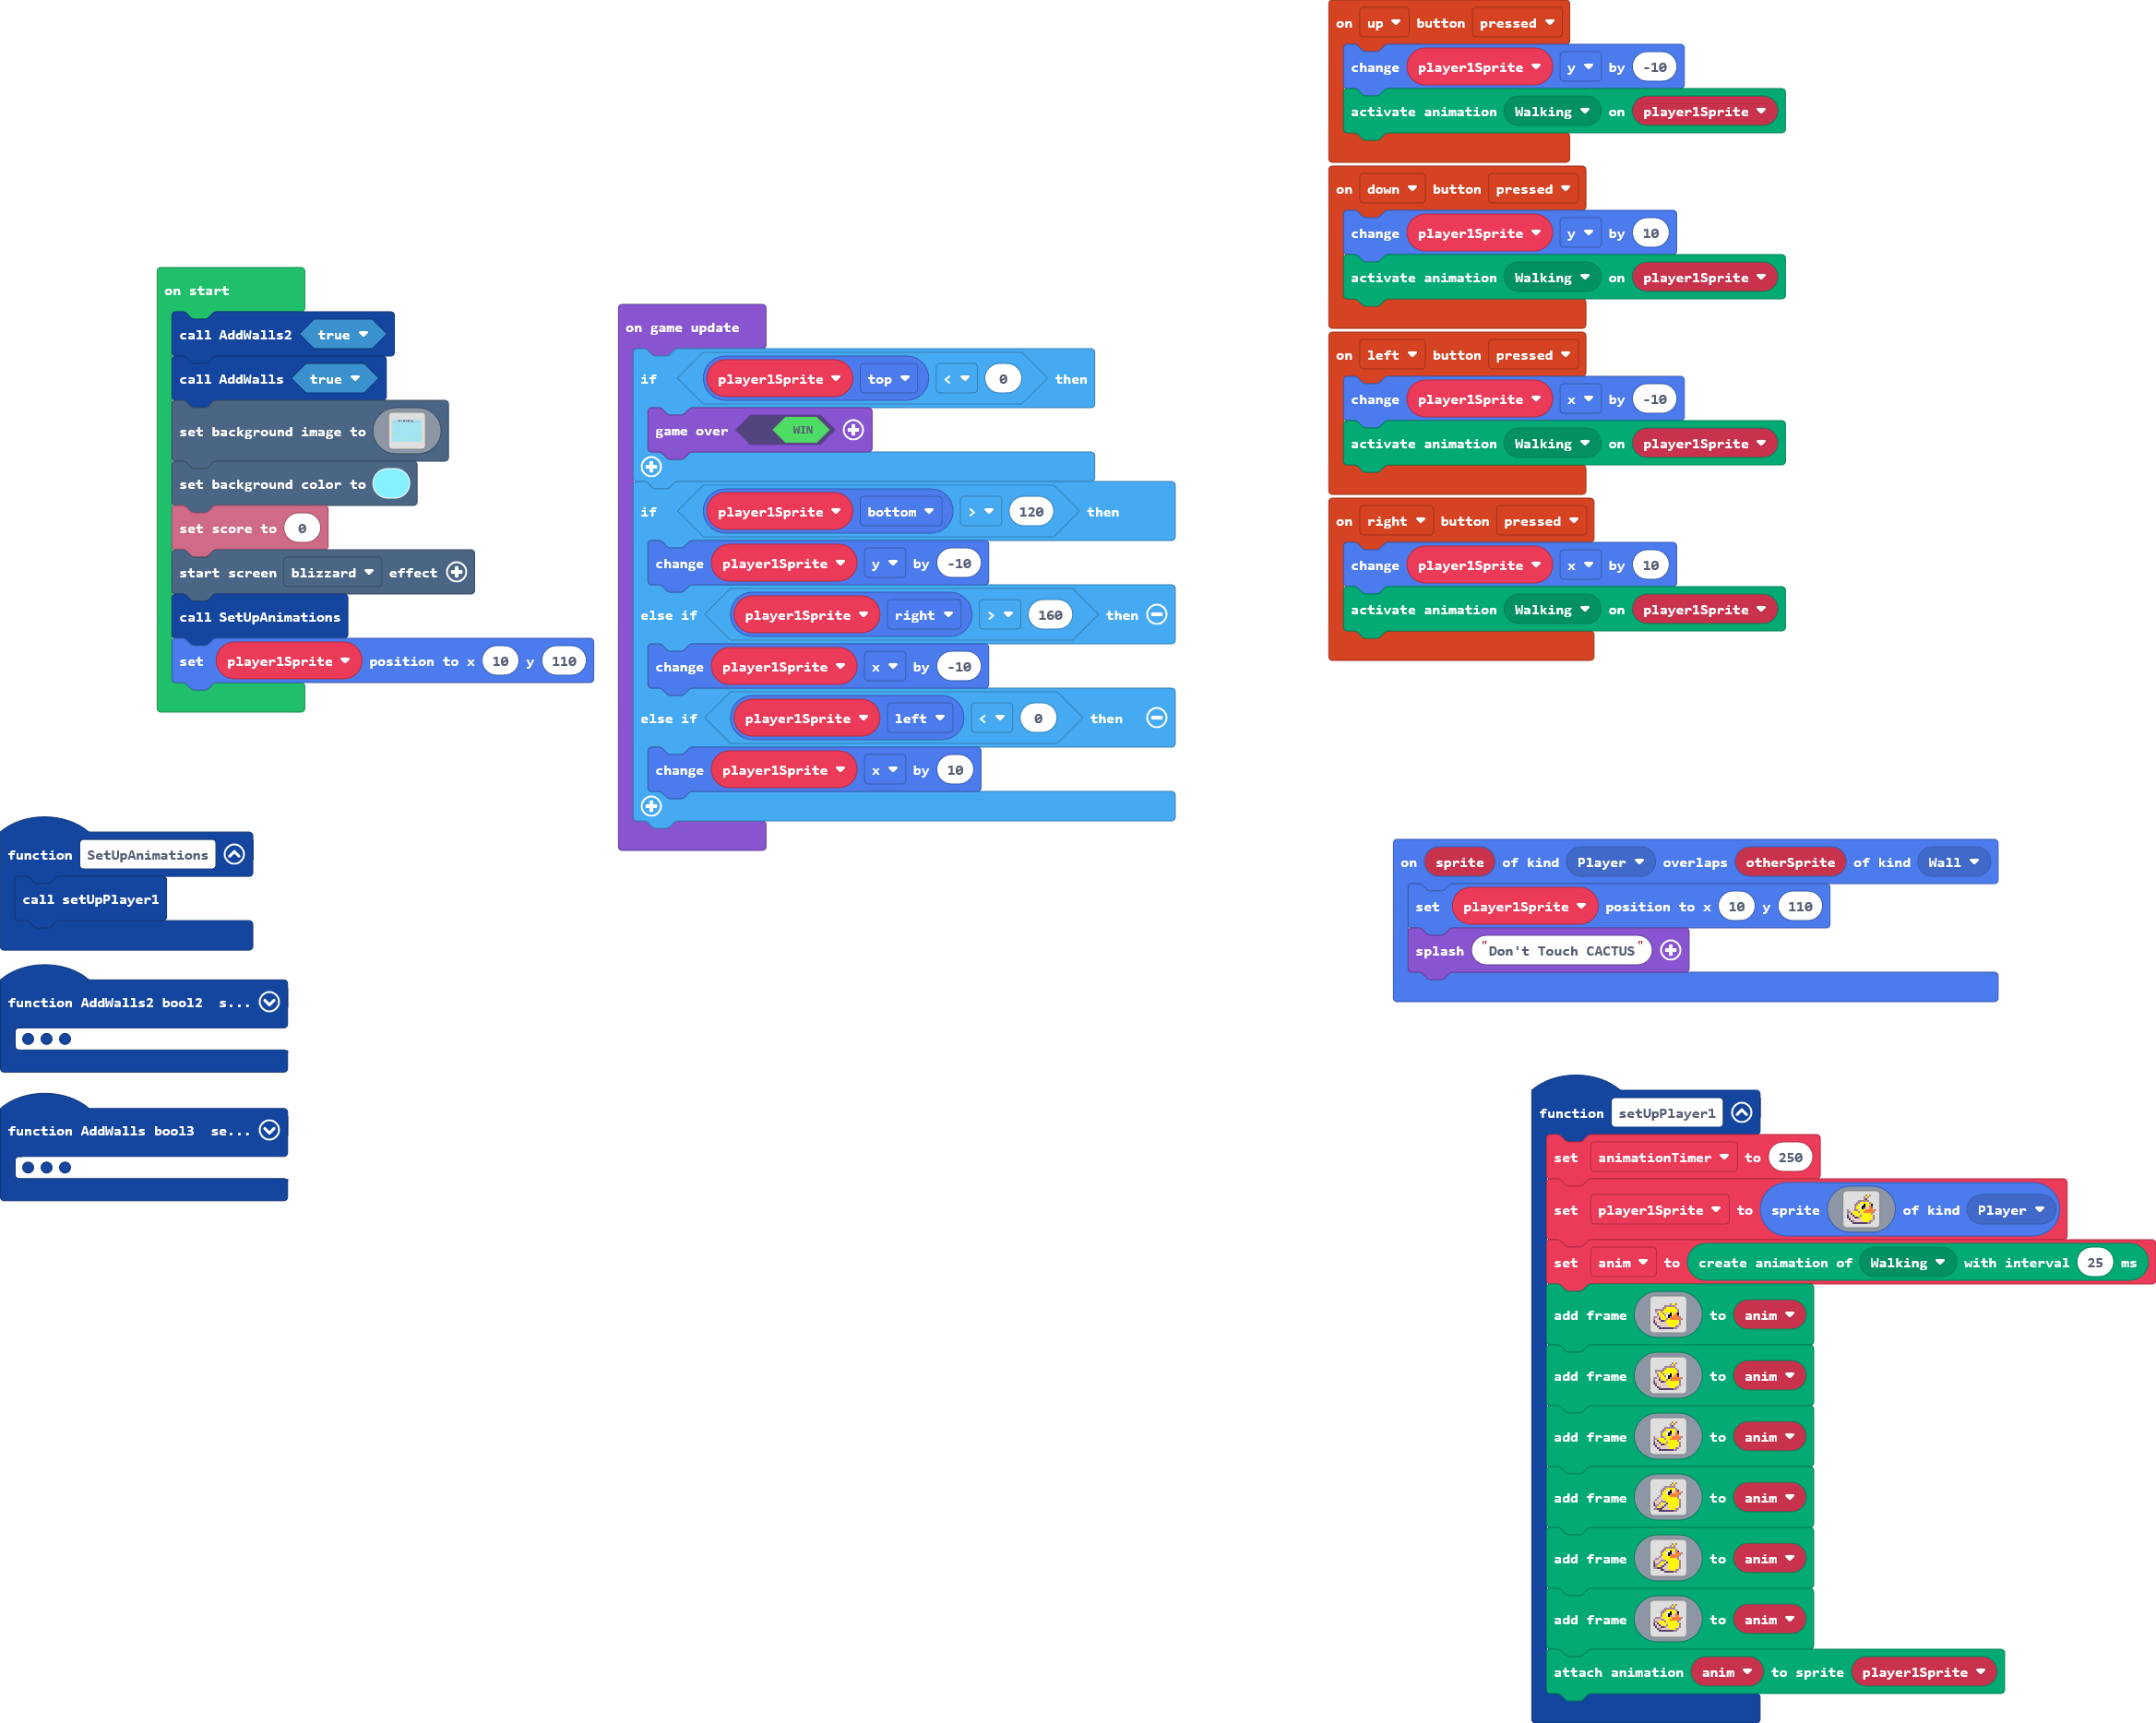 on start
call AddWalls2 true
call AddWalls true
set background image to
set background color to
set score to 0
start screen blizzard effect
call SetUpAnimations
set player1Sprite position to x 10 y 110
function SetUpAnimations
call setUpPlayer1
function AddWalls2 bool2 s...
function AddWalls bool3 se...
on game update
if player1Sprite top < 0 then
game over WIN
if player1Sprite bottom > 120 then
change player1Sprite y by -10
else if player1Sprite right > 160 then
change player1Sprite x by -10
else if player1Sprite left < 0 then
change player1Sprite x by 10
on up button pressed
change player1Sprite y by -10
activate animation Walking on player1Sprite
on down button pressed
change player1Sprite y by 10
activate animation Walking on player1Sprite
on left button pressed
change player1Sprite x by -10
activate animation Walking on player1Sprite
on right button pressed
change player1Sprite x by 10
activate animation Walking on player1Sprite
on sprite of kind Player overlaps otherSprite of kind Wall
set player1Sprite position to x 10 y 110
splash "Don't Touch CACTUS"
function setUpPlayer1
set animationTimer to 250
set player1Sprite to sprite of kind Player
set anim to create animation of Walking with interval 25 ms
add frame to anim
add frame to anim
add frame to anim
add frame to anim
add frame to anim
add frame to anim
attach animation anim to sprite player1Sprite